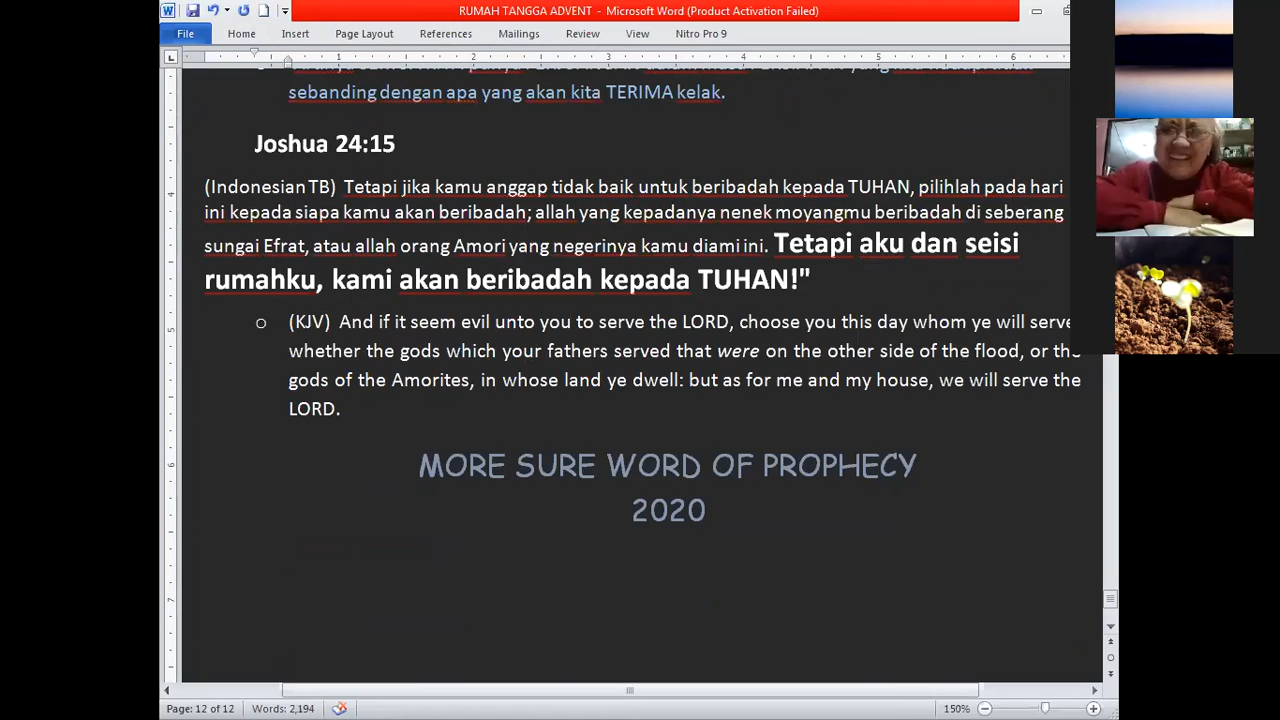 RUMAH TANGGA ADVENT - Microsoft Word (Product Activation Failed)
File Home Insert Page Layout References Mailings Review View Nitro Pro 9
1 2 3 4 5 6
sebanding dengan apa yang akan kita TERIMA kelak.
Joshua 24:15
(Indonesian TB) Tetapi jika kamu anggap tidak baik untuk beribadah kepada TUHAN, pilihlah pada hari
ini kepada siapa kamu akan beribadah; allah yang kepadanya nenek moyangmu beribadah di seberang
sungai Efrat, atau allah orang Amori yang negerinya kamu diami ini. Tetapi aku dan seisi
rumahku, kami akan beribadah kepada TUHAN!"
o (KJV) And if it seem evil unto you to serve the LORD, choose you this day whom ye will serve
whether the gods which your fathers served that were on the other side of the flood, or the
gods of the Amorites, in whose land ye dwell: but as for me and my house, we will serve the
LORD.
MORE SURE WORD OF PROPHECY
2020
Page: 12 of 12 Words: 2,194 150%